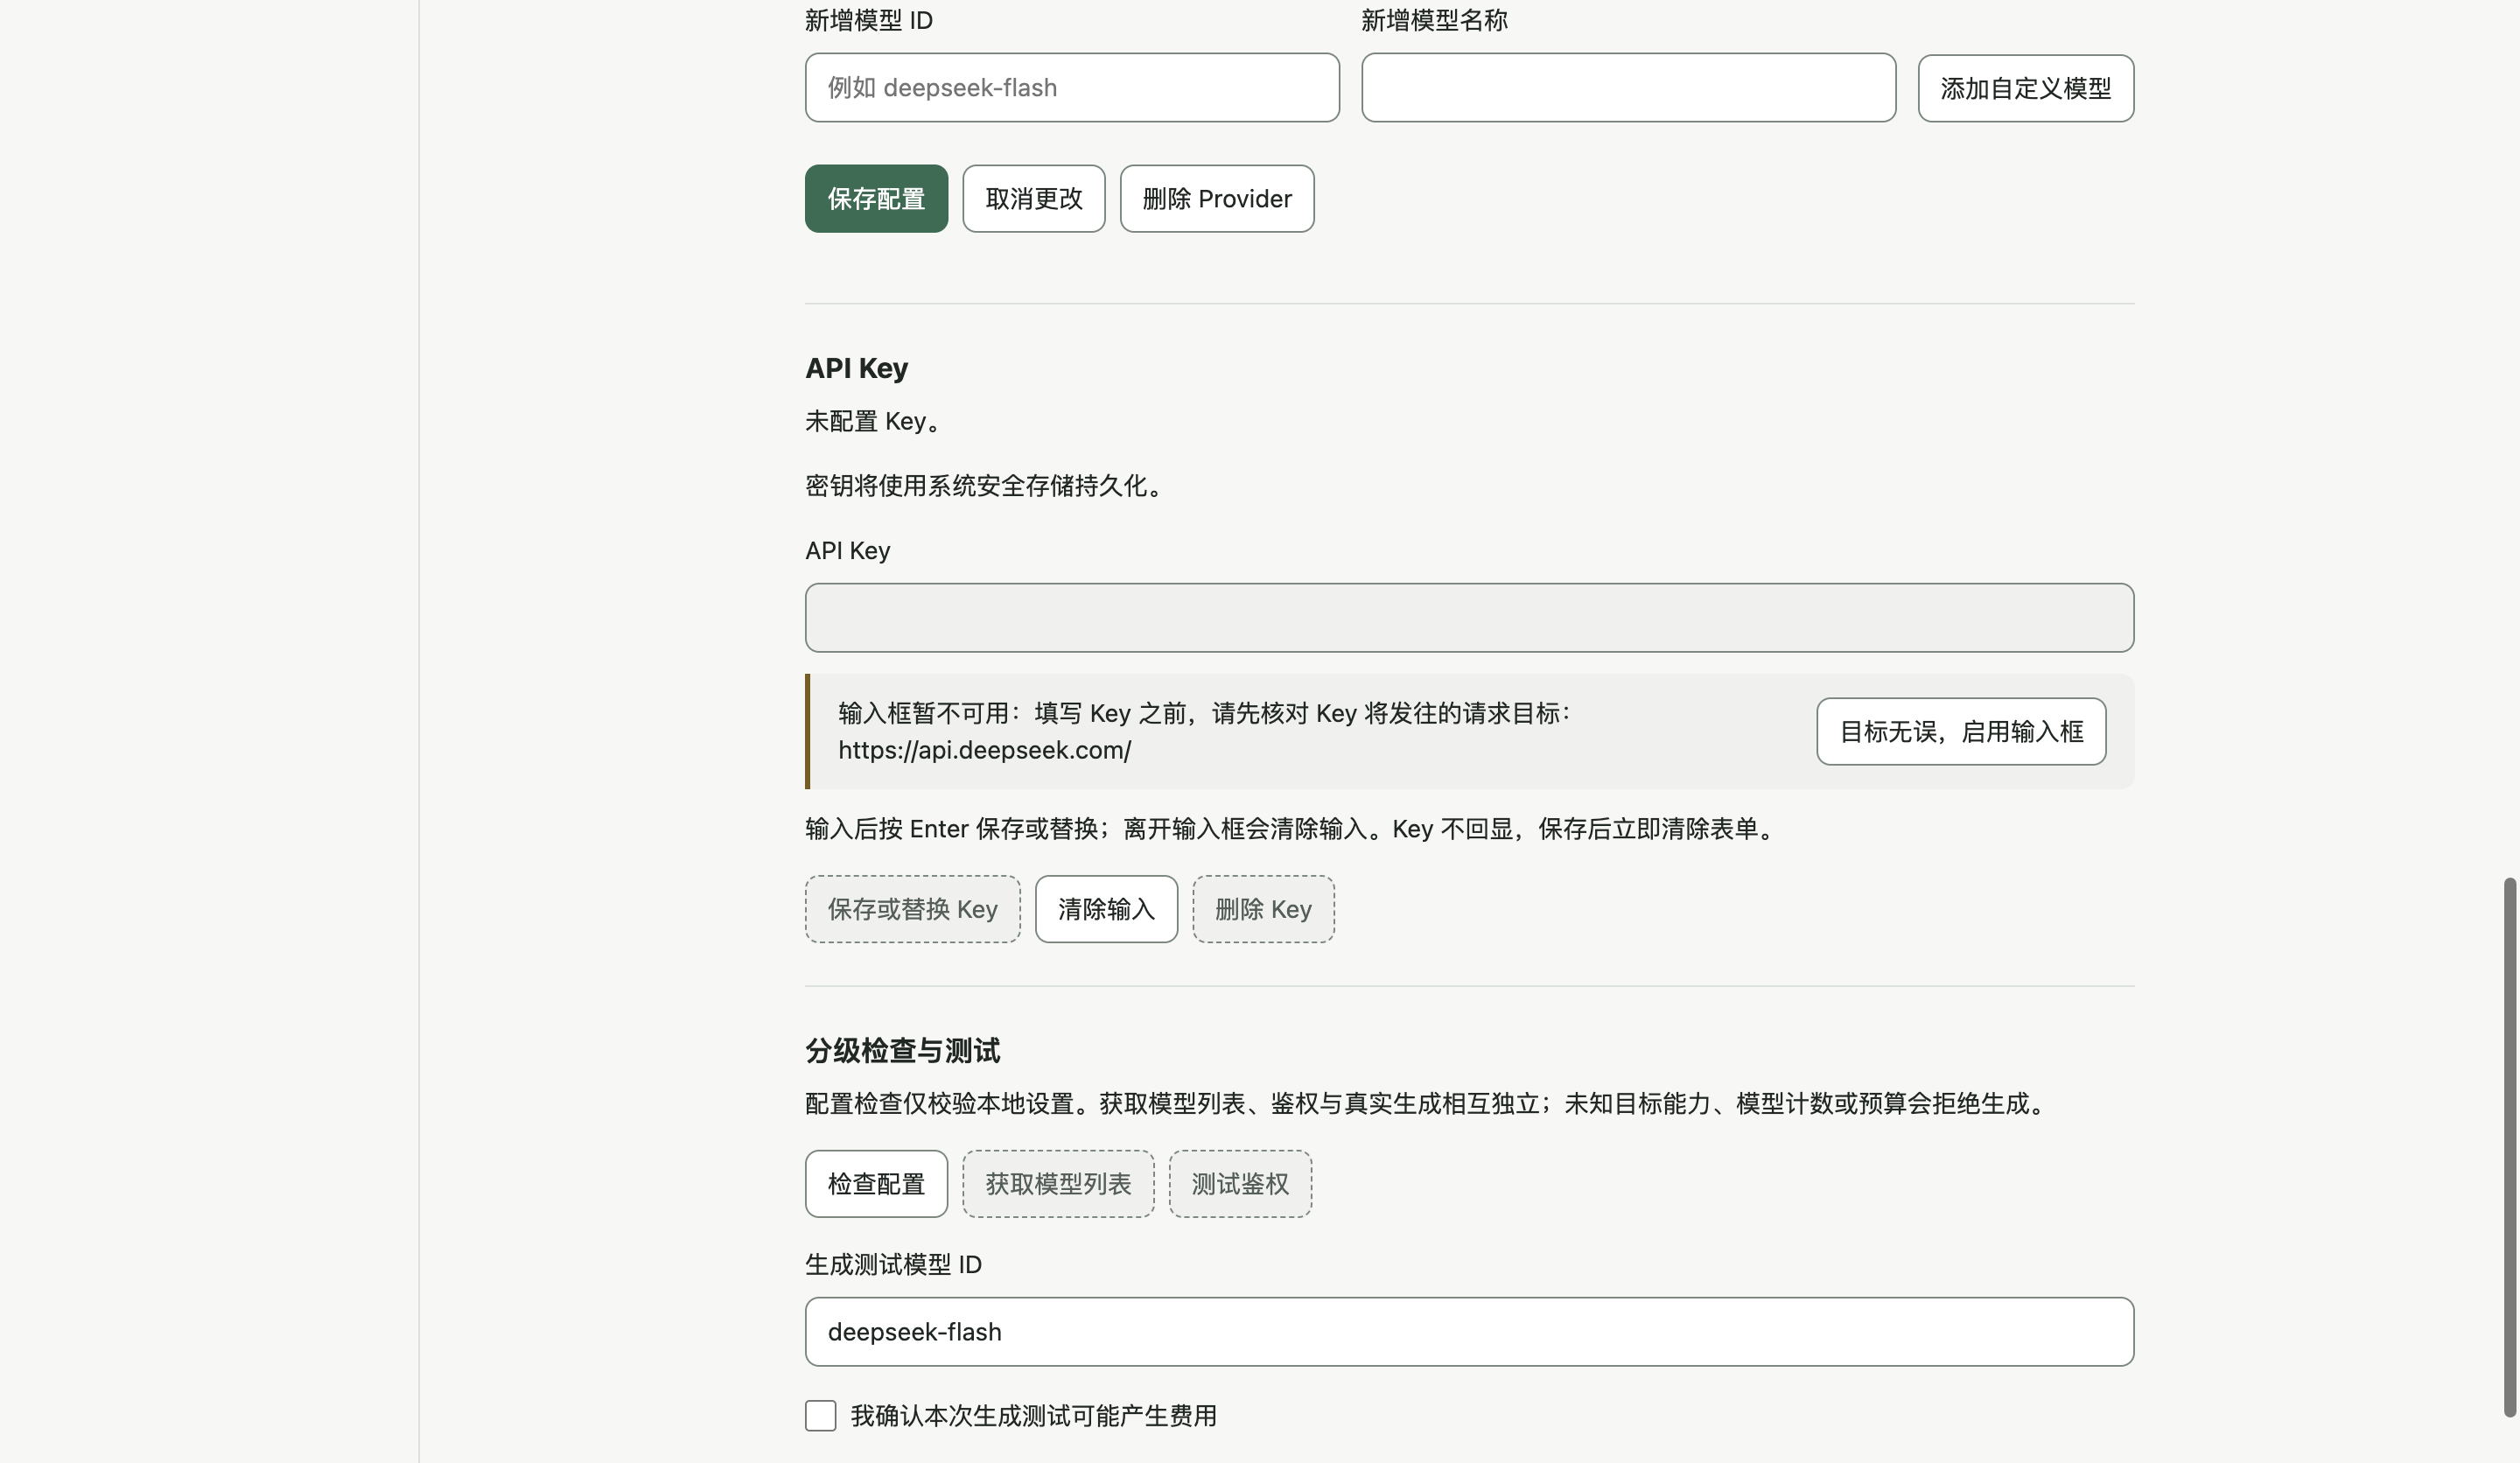 新增模型 ID
新增模型名称
例如 deepseek-flash
添加自定义模型
保存配置
取消更改
删除 Provider
API Key
未配置 Key。
密钥将使用系统安全存储持久化。
API Key
输入框暂不可用：填写 Key 之前，请先核对 Key 将发往的请求目标：
https://api.deepseek.com/
目标无误，启用输入框
输入后按 Enter 保存或替换；离开输入框会清除输入。Key 不回显，保存后立即清除表单。
保存或替换 Key
清除输入
删除 Key
分级检查与测试
配置检查仅校验本地设置。获取模型列表、鉴权与真实生成相互独立；未知目标能力、模型计数或预算会拒绝生成。
检查配置
获取模型列表
测试鉴权
生成测试模型 ID
deepseek-flash
我确认本次生成测试可能产生费用